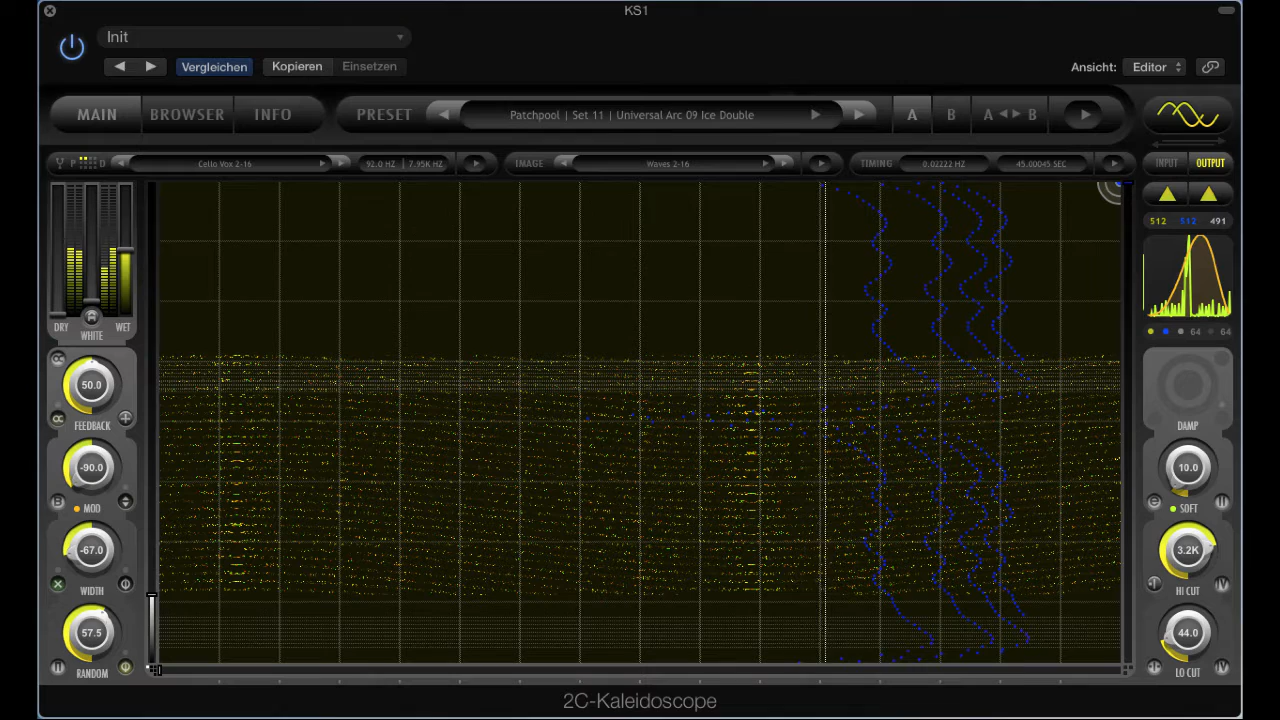 KS1
Init
Vergleichen Kopieren Einsetzen Ansicht: Editor
MAIN BROWSER INFO PRESET Patchpool | Set 11 | Universal Arc 09 Ice Double A B A B
P D Cello Vox 2-16 92.0 HZ | 7.95K HZ IMAGE Waves 2-16 TIMING 0.02222 HZ 45.00045 SEC INPUT OUTPUT
512 512 491
DRY WET
WHITE
64 64
50.0
FEEDBACK DAMP
-90.0 10.0
B MOD SOFT
-67.0 3.2K
WIDTH HI CUT
57.5 44.0
RANDOM LO CUT
2C-Kaleidoscope